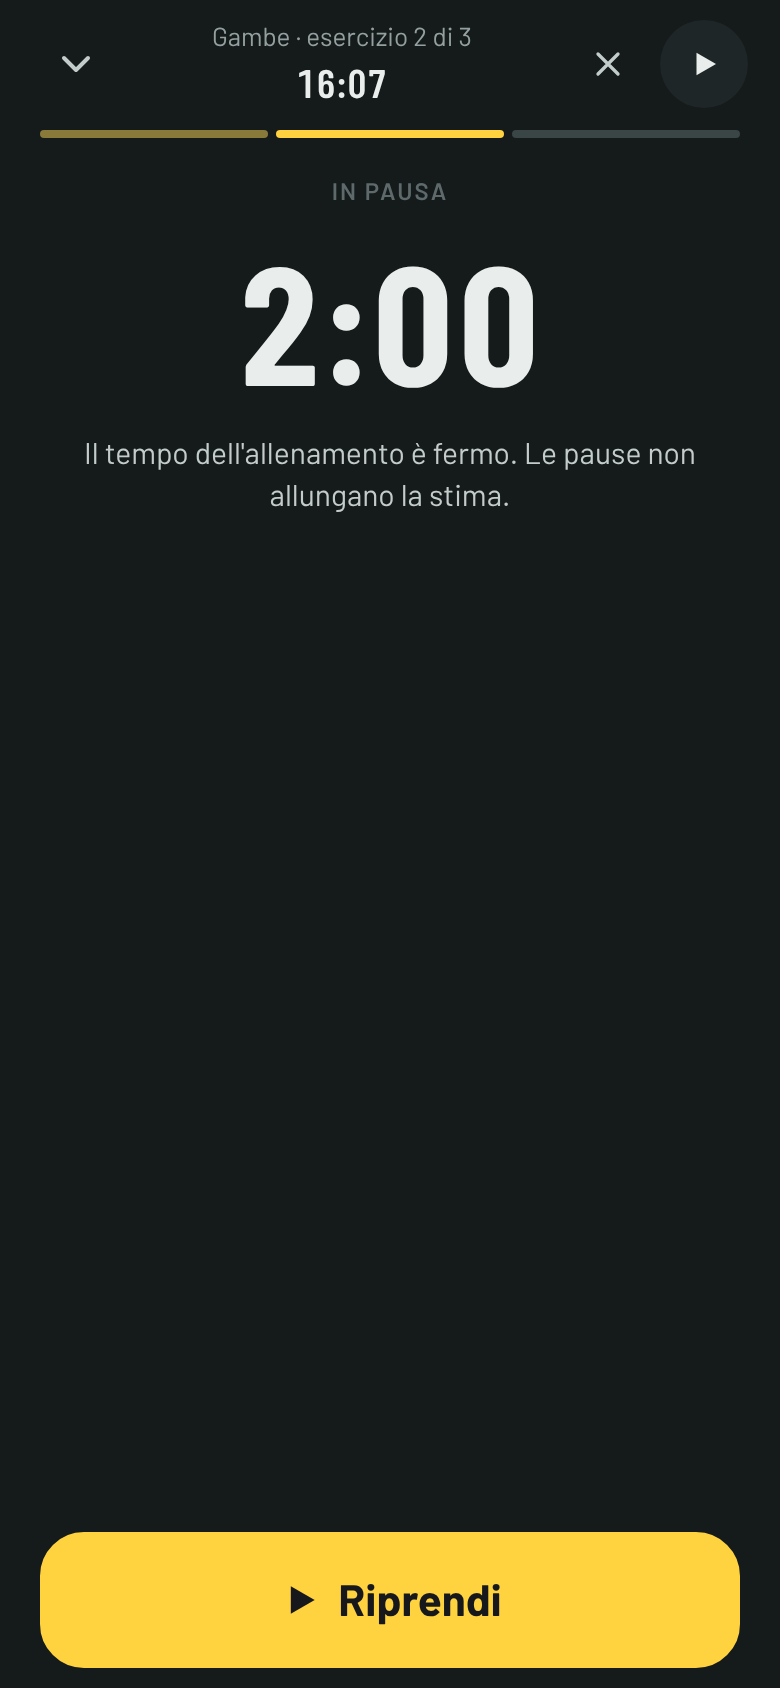 Gambe · esercizio 2 di 3
16:07
IN PAUSA
2:00
Il tempo dell'allenamento è fermo. Le pause non
allungano la stima.
Riprendi